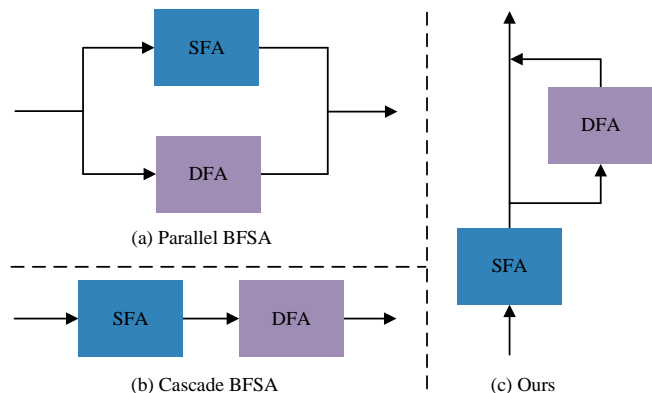 SFA
DFA
(a) Parallel BFSA
SFA
DFA
(b) Cascade BFSA
DFA
SFA
(c) Ours